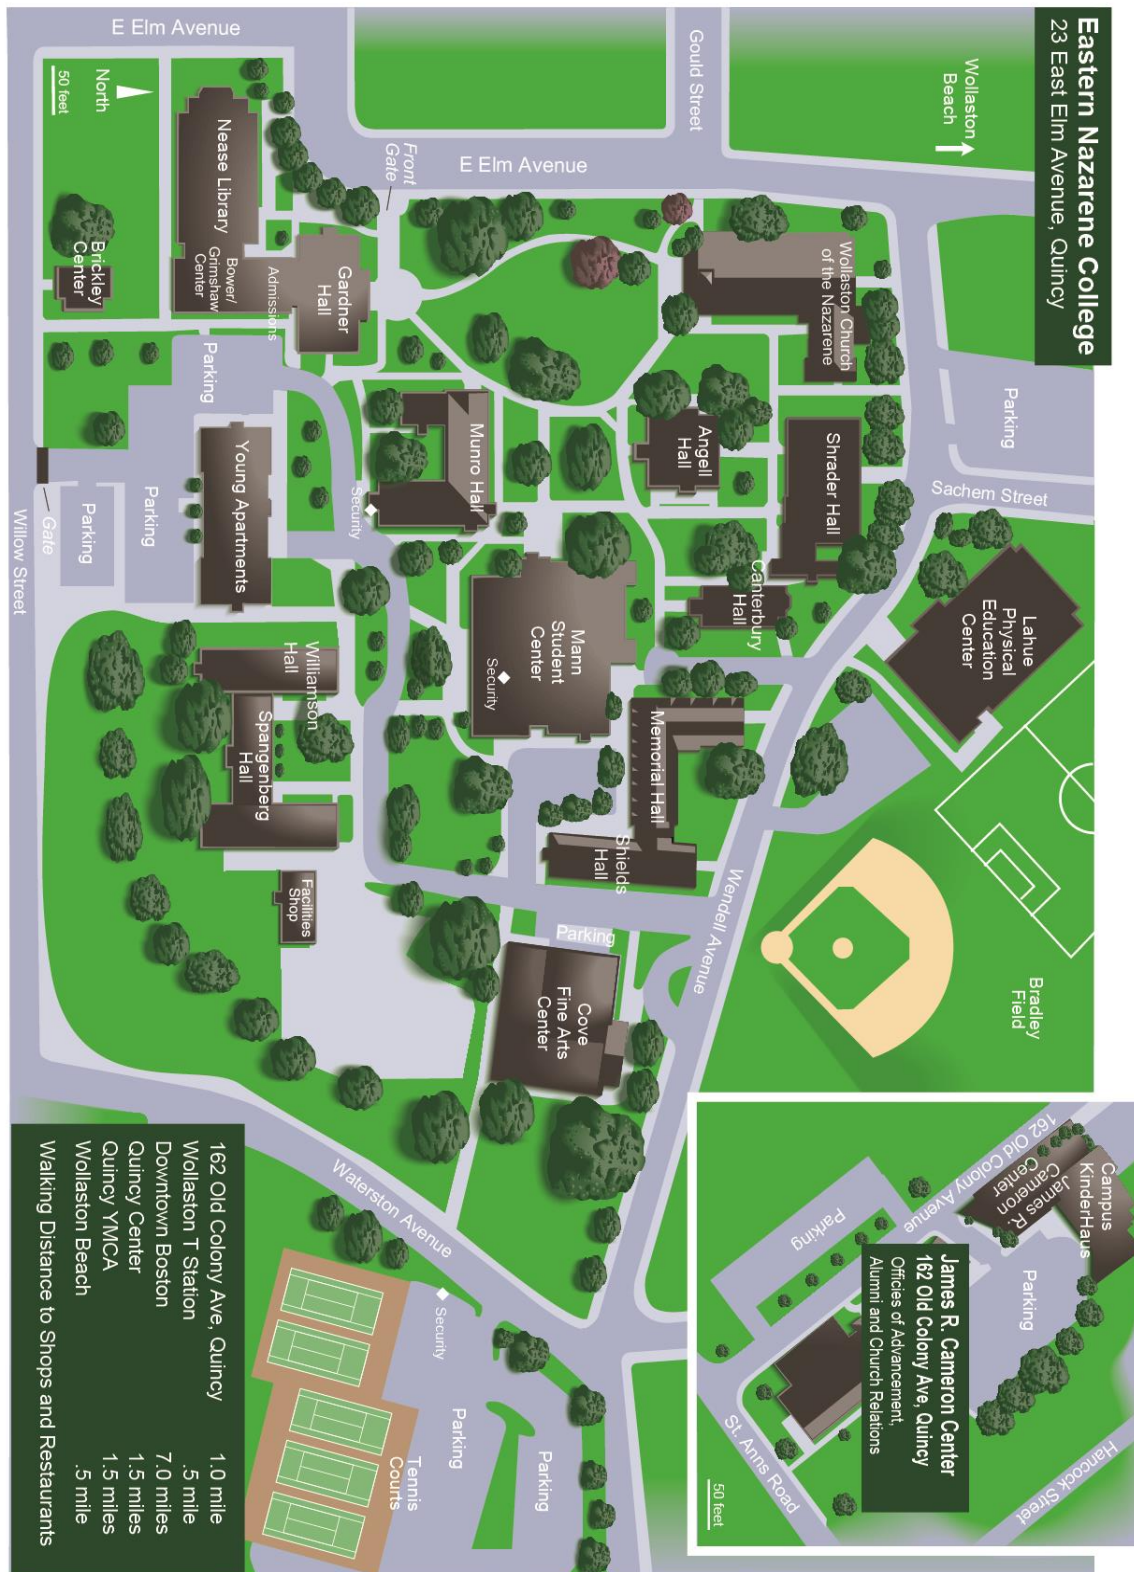 Eastern Nazarene College
23 East Elm Avenue, Quincy
Wollaston
Beach
Gould Street
E Elm Avenue
E Elm Avenue
Front
Gate
North
50 feet
Parking
Sachem Street
Lahue
Physical
Education
Center
Bradley
Field
Wollaston Church
of the Nazarene
Shrader Hall
Angell
Hall
Canterbury
Hall
Wendell Avenue
Memorial Hall
Shields
Hall
Mann
Student
Center
Security
Munro Hall
Security
Parking
Cove
Fine Arts
Center
Gardner
Hall
Admissions
Bower/
Grimshaw
Center
Nease Library
Brickley
Center
Parking
Young Apartments
Parking
Parking
Gate
Willow Street
Williamson
Hall
Spangenberg
Hall
Facilities
Shop
Waterston Avenue
Security
Parking
Parking
Tennis
Courts
Campus
KinderHaus
James R.
Cameron
Center
162 Old Colony Avenue
Parking
Parking
Hancock Street
St. Anns Road
50 feet
James R. Cameron Center
162 Old Colony Ave, Quincy
Officies of Advancement,
Alumni and Church Relations
162 Old Colony Ave, Quincy 1.0 mile
Wollaston T Station .5 mile
Downtown Boston 7.0 miles
Quincy Center 1.5 miles
Quincy YMCA 1.5 miles
Wollaston Beach .5 mile
Walking Distance to Shops and Restaurants